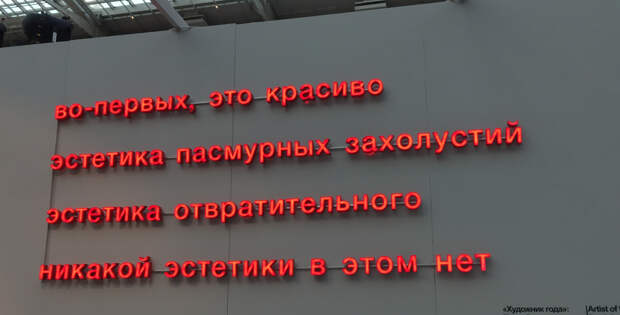 во-первых, это красиво
эстетика пасмурных захолустий
эстетика отвратительного
никакой эстетики в этом нет
«Художник года»: Artist of